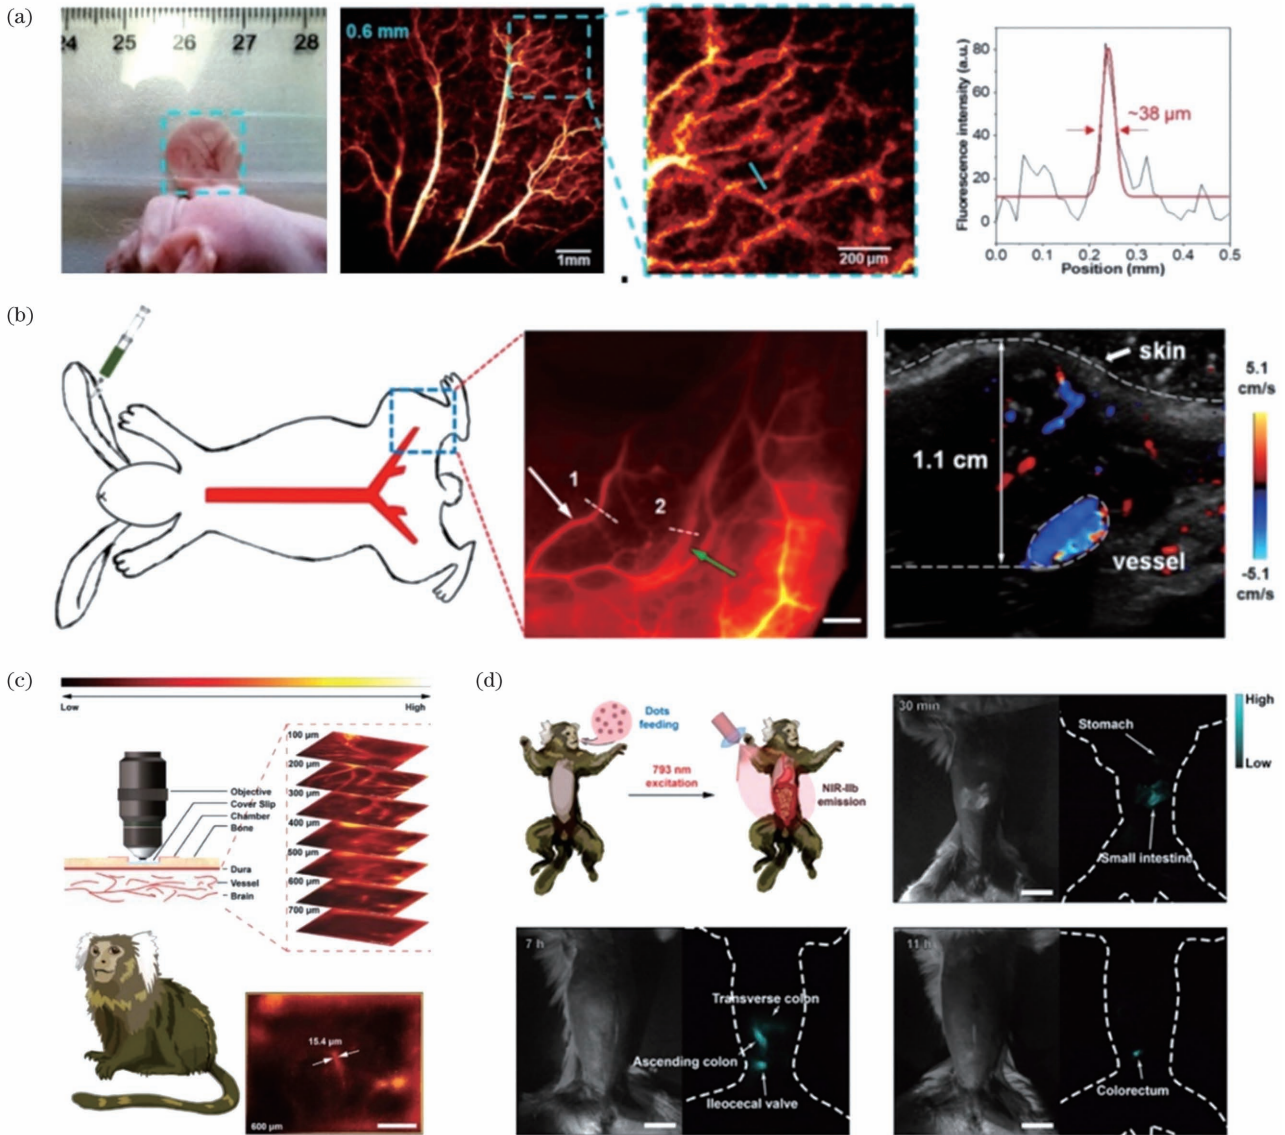 (a)
24 25 26 27 28
0.6 mm
1mm
200 μm
Fluorescence intensity (a.u.)
80
60
40
20
0
~38 μm
0.0 0.1 0.2 0.3 0.4 0.5
Position (mm)
(b)
1
2
skin
1.1 cm
vessel
5.1
cm/s
-5.1
cm/s
(c)
Low High
Objective
Cover Slip
Chamber
Bone
Dura
Vessel
Brain
100 μm
200 μm
300 μm
400 μm
500 μm
600 μm
700 μm
15.4 μm
600 μm
(d)
Dots
feeding
793 nm
excitation
NIR-IIb
emission
30 min
Stomach
Small intestine
High
Low
7 h
Transverse colon
Ascending colon
Ileocecal valve
11 h
Colorectum